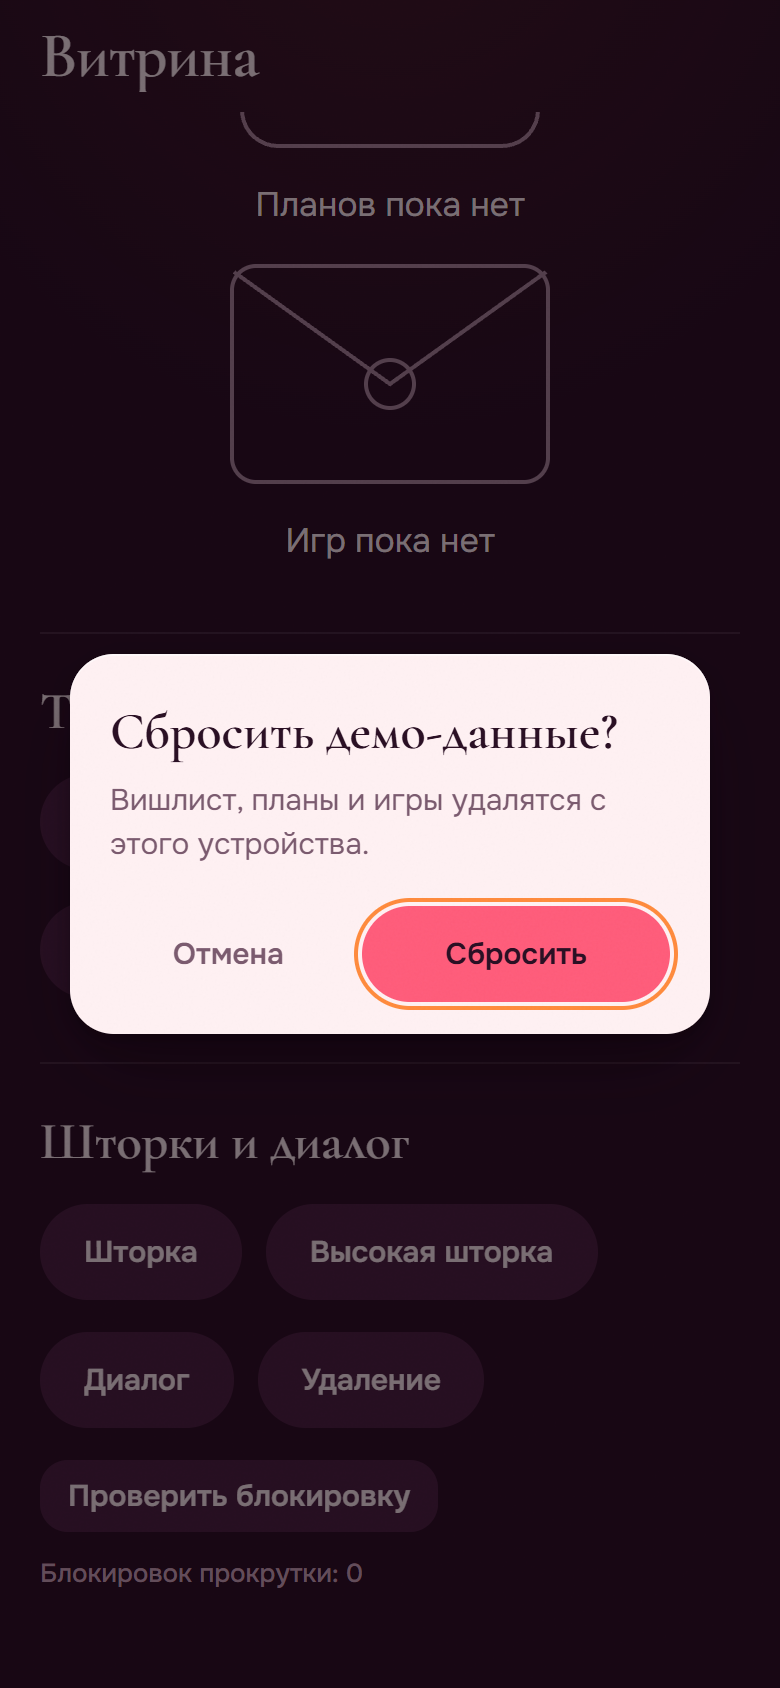 Витрина
Планов пока нет
Игр пока нет
Сбросить демо-данные?
Вишлист, планы и игры удалятся с
этого устройства.
Отмена
Сбросить
Шторки и диалог
Шторка
Высокая шторка
Диалог
Удаление
Проверить блокировку
Блокировок прокрутки: 0